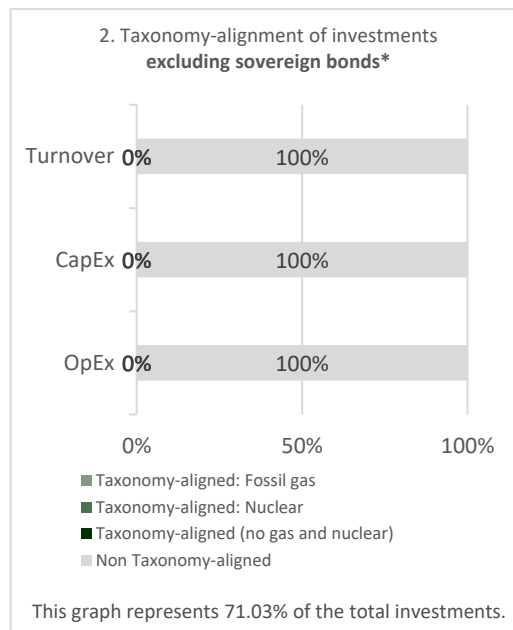 2. Taxonomy-alignment of investments
excluding sovereign bonds*
Turnover 0% 100%
CapEx 0% 100%
OpEx 0% 100%
0% 50% 100%
Taxonomy-aligned: Fossil gas
Taxonomy-aligned: Nuclear
Taxonomy-aligned (no gas and nuclear)
Non Taxonomy-aligned
This graph represents 71.03% of the total investments.